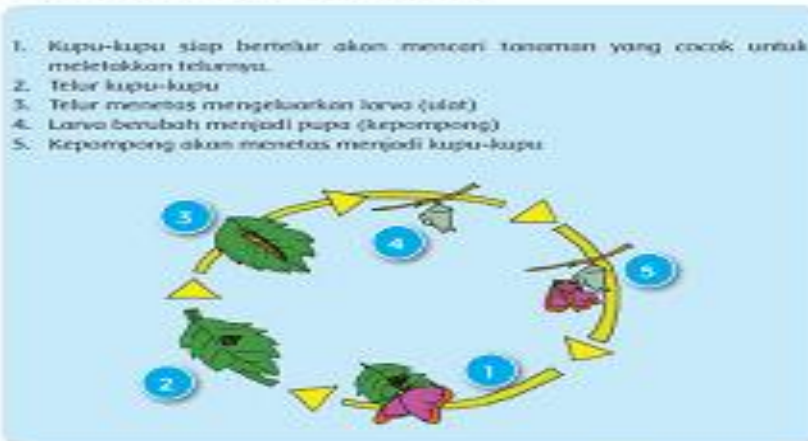 1. Kupu-kupu siap bertelur akan mencari tanaman yang cocok untuk
meletakkan telurnya.
2. Telur kupu-kupu
3. Telur menetas mengeluarkan larva (ulat)
4. Larva berubah menjadi pupa (kepompong)
5. Kepompong akan menetas menjadi kupu-kupu
3
4
5
2
1